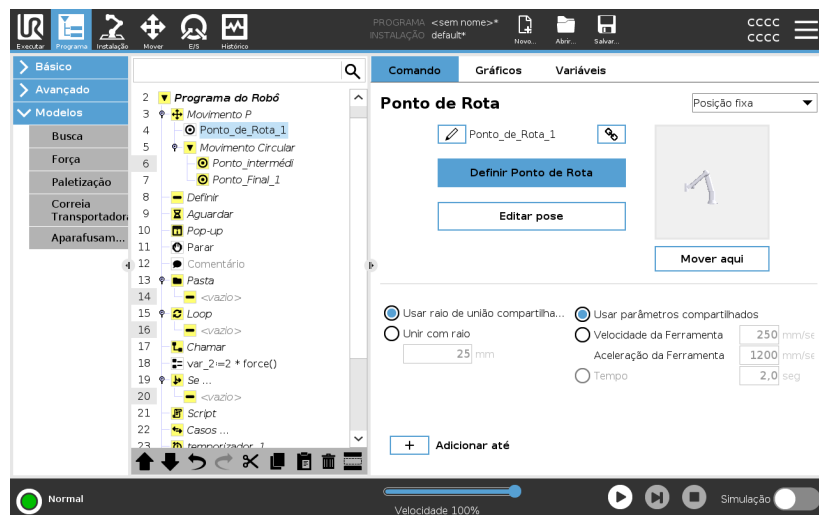 PROGRAMA <sem nome>*
INSTALAÇÃO default*
cccc
cccc
Executar Programa Instalação Mover E/S Histórico Novo... Abrir... Salvar...
Básico
Avançado
Modelos
Busca
Força
Paletização
Correia
Transportadora
Aparafusam...
2 Programa do Robô
3 Movimento P
4 Ponto_de_Rota_1
5 Movimento Circular
6 Ponto_intermédi
7 Ponto_Final_1
8 Definir
9 Aguardar
10 Pop-up
11 Parar
12 Comentário
13 Pasta
14 <vazio>
15 Loop
16 <vazio>
17 Chamar
18 var_2≔2 * force()
19 Se ...
20 <vazio>
21 Script
22 Casos ...
23 temporizador_1
Comando Gráficos Variáveis
Ponto de Rota
Posição fixa
Ponto_de_Rota_1
Definir Ponto de Rota
Editar pose
Mover aqui
Usar raio de união compartilha...
Unir com raio
25 mm
Usar parâmetros compartilhados
Velocidade da Ferramenta 250 mm/se
Aceleração da Ferramenta 1200 mm/se
Tempo 2,0 seg
+ Adicionar até
Normal
Velocidade 100%
Simulação